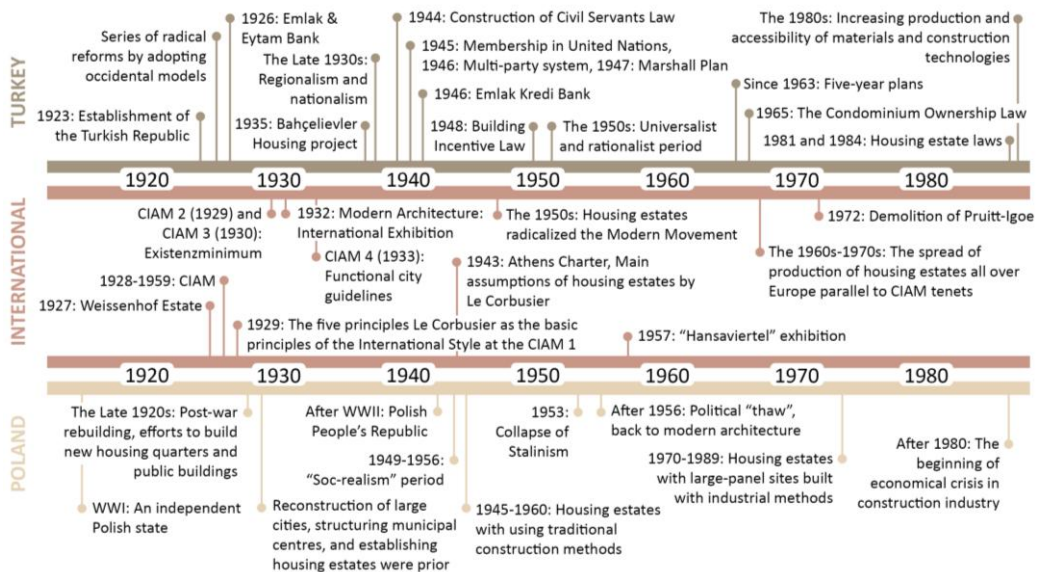 TURKEY
Series of radical
reforms by adopting
occidental models
1923: Establishment of
the Turkish Republic
1926: Emlak &
Eytam Bank
The Late 1930s:
Regionalism and
nationalism
1935: Bahçelievler
Housing project
1944: Construction of Civil Servants Law
1945: Membership in United Nations,
1946: Multi-party system, 1947: Marshall Plan
1946: Emlak Kredi Bank
1948: Building
Incentive Law
The 1950s: Universalist
and rationalist period
The 1980s: Increasing production and
accessibility of materials and construction
technologies
Since 1963: Five-year plans
1965: The Condominium Ownership Law
1981 and 1984: Housing estate laws
1920 1930 1940 1950 1960 1970 1980
INTERNATIONAL
CIAM 2 (1929) and
CIAM 3 (1930):
Existenzminimum
1928-1959: CIAM
1927: Weissenhof Estate
1932: Modern Architecture:
International Exhibition
CIAM 4 (1933):
Functional city
guidelines
1929: The five principles Le Corbusier as the basic
principles of the International Style at the CIAM 1
The 1950s: Housing estates
radicalized the Modern Movement
1943: Athens Charter, Main
assumptions of housing estates by
Le Corbusier
1957: “Hansaviertel” exhibition
1972: Demolition of Pruitt-Igoe
The 1960s-1970s: The spread of
production of housing estates all over
Europe parallel to CIAM tenets
1920 1930 1940 1950 1960 1970 1980
POLAND
The Late 1920s: Post-war
rebuilding, efforts to build
new housing quarters and
public buildings
WWI: An independent
Polish state
After WWII: Polish
People’s Republic
1949-1956:
“Soc-realism” period
Reconstruction of large
cities, structuring municipal
centres, and establishing
housing estates were prior
1953:
Collapse of
Stalinism
1945-1960: Housing estates
with using traditional
construction methods
After 1956: Political “thaw”,
back to modern architecture
1970-1989: Housing estates
with large-panel sites built
with industrial methods
After 1980: The
beginning of
economical crisis in
construction industry